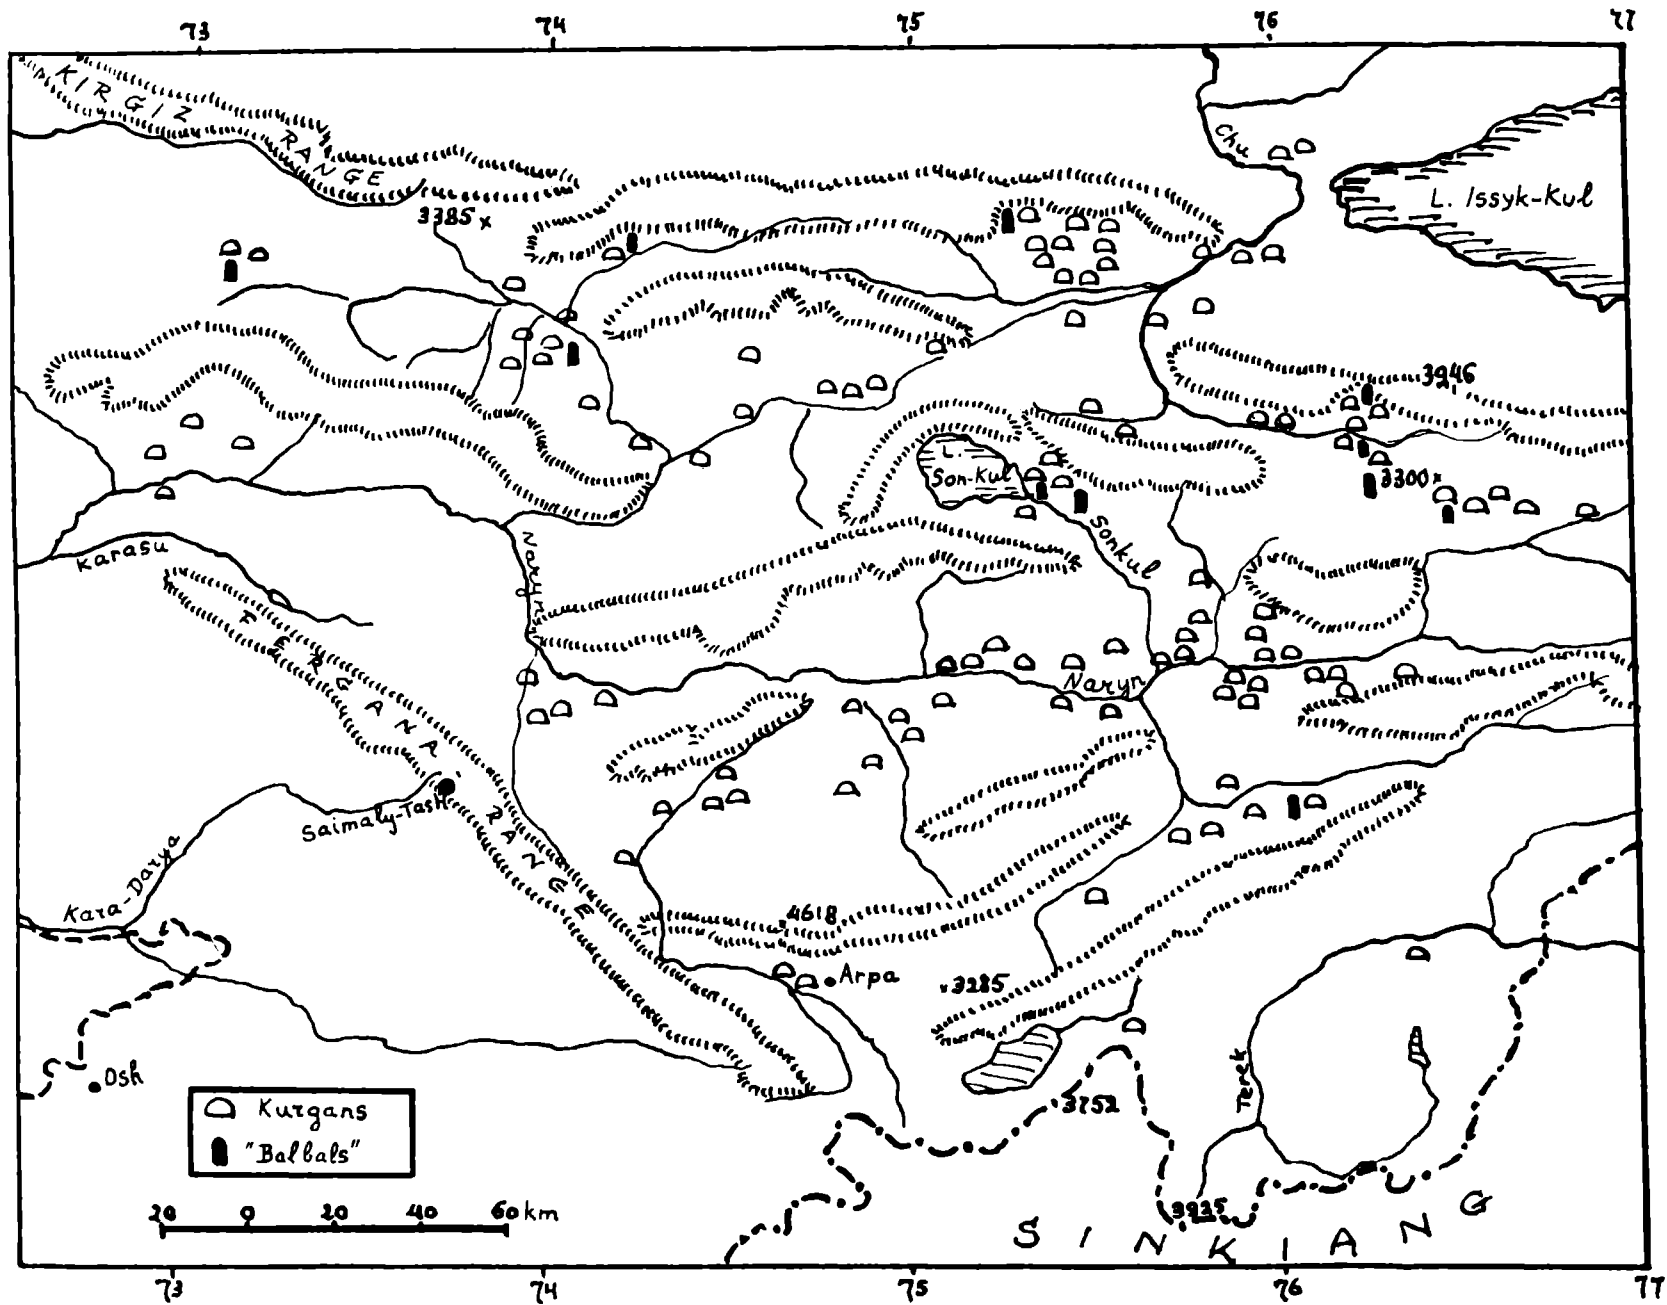 73 74 75 76 77
KIRGIZ
RANGE
Chu
L. Issyk-Kul
3385
3946
L.
Son-Kul
3300
Sonkul
Karasu
Naryn
FERGANA
RANGE
Naryn
Saimaly-Tash
Kara-Darya
4618
Arpa
3285
Osh
Terek
3752
Kurgans
"Balbals"
3935
20 0 20 40 60 km
SINKIANG
73 74 75 76 77